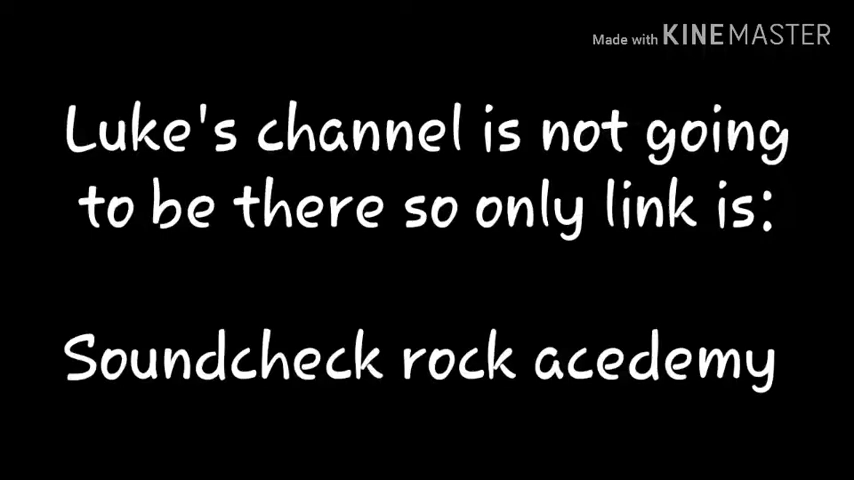 Made with KINEMASTER
Luke's channel is not going
to be there so only link is:
Soundcheck rock acedemy